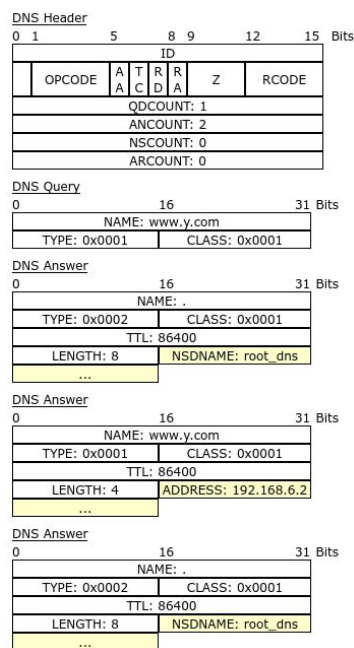 DNS Header
0 1 5 8 9 12 15 Bits
ID
OPCODE AA TC RD RA Z RCODE
QDCOUNT: 1
ANCOUNT: 2
NSCOUNT: 0
ARCOUNT: 0
DNS Query
0 16 31 Bits
NAME: www.y.com
TYPE: 0x0001 CLASS: 0x0001
DNS Answer
0 16 31 Bits
NAME: .
TYPE: 0x0002 CLASS: 0x0001
TTL: 86400
LENGTH: 8 NSDNAME: root_dns
...
DNS Answer
0 16 31 Bits
NAME: www.y.com
TYPE: 0x0001 CLASS: 0x0001
TTL: 86400
LENGTH: 4 ADDRESS: 192.168.6.2
...
DNS Answer
0 16 31 Bits
NAME: .
TYPE: 0x0002 CLASS: 0x0001
TTL: 86400
LENGTH: 8 NSDNAME: root_dns
...